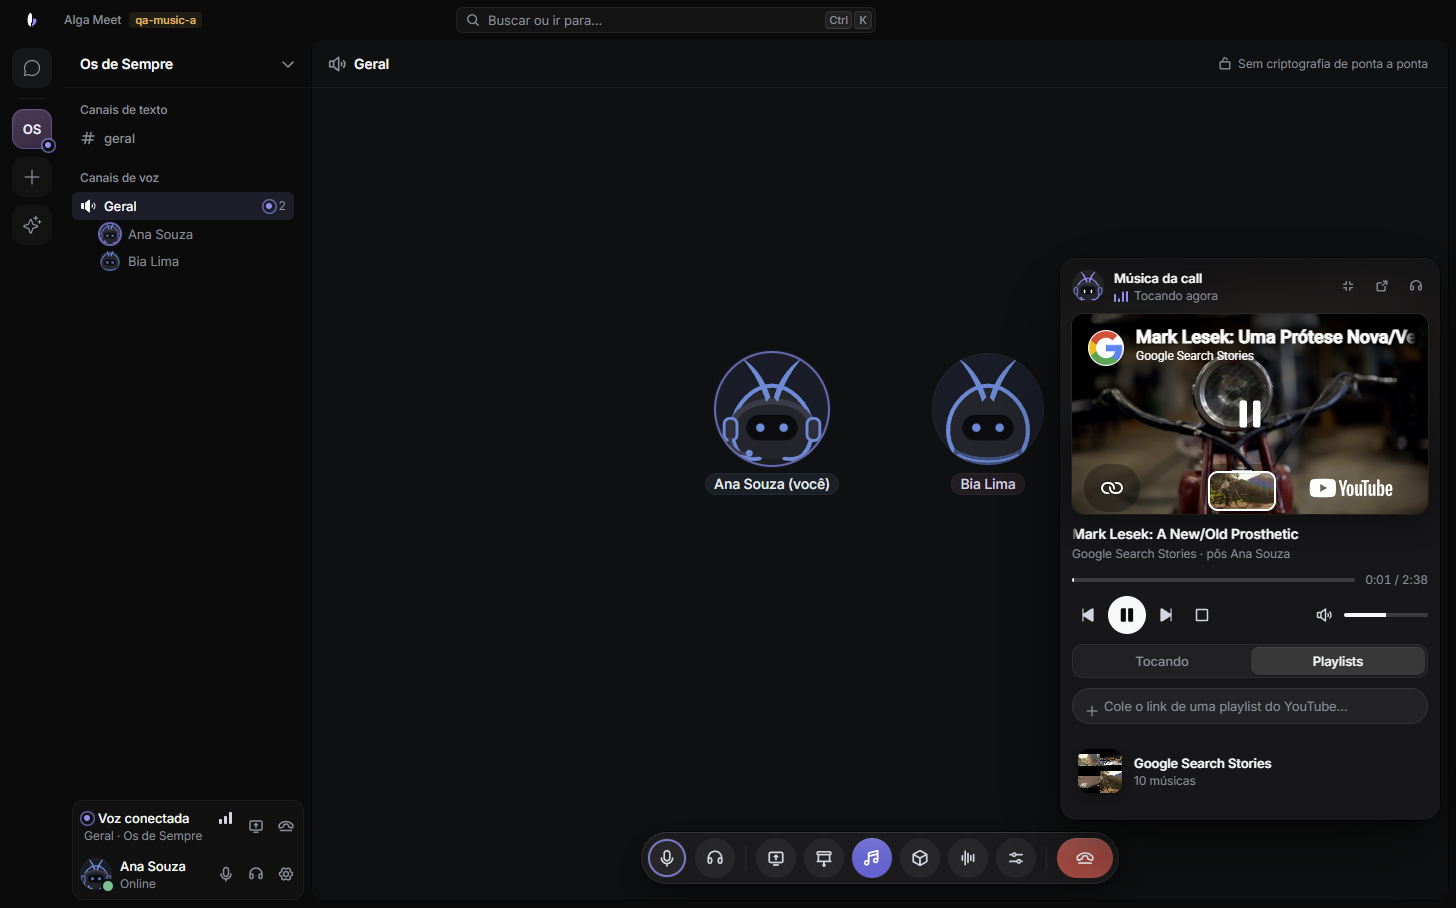 Alga Meet
qa-music-a
Buscar ou ir para...
Ctrl
K
Os de Sempre
OS
Canais de texto
# geral
Canais de voz
Geral
2
Ana Souza
Bia Lima
Geral
Sem criptografia de ponta a ponta
Ana Souza (você)
Bia Lima
Música da call
Tocando agora
Mark Lesek: Uma Prótese Nova/Ve
Google Search Stories
YouTube
Mark Lesek: A New/Old Prosthetic
Google Search Stories · pôs Ana Souza
0:01 / 2:38
Tocando
Playlists
Cole o link de uma playlist do YouTube...
Google Search Stories
10 músicas
Voz conectada
Geral · Os de Sempre
Ana Souza
Online